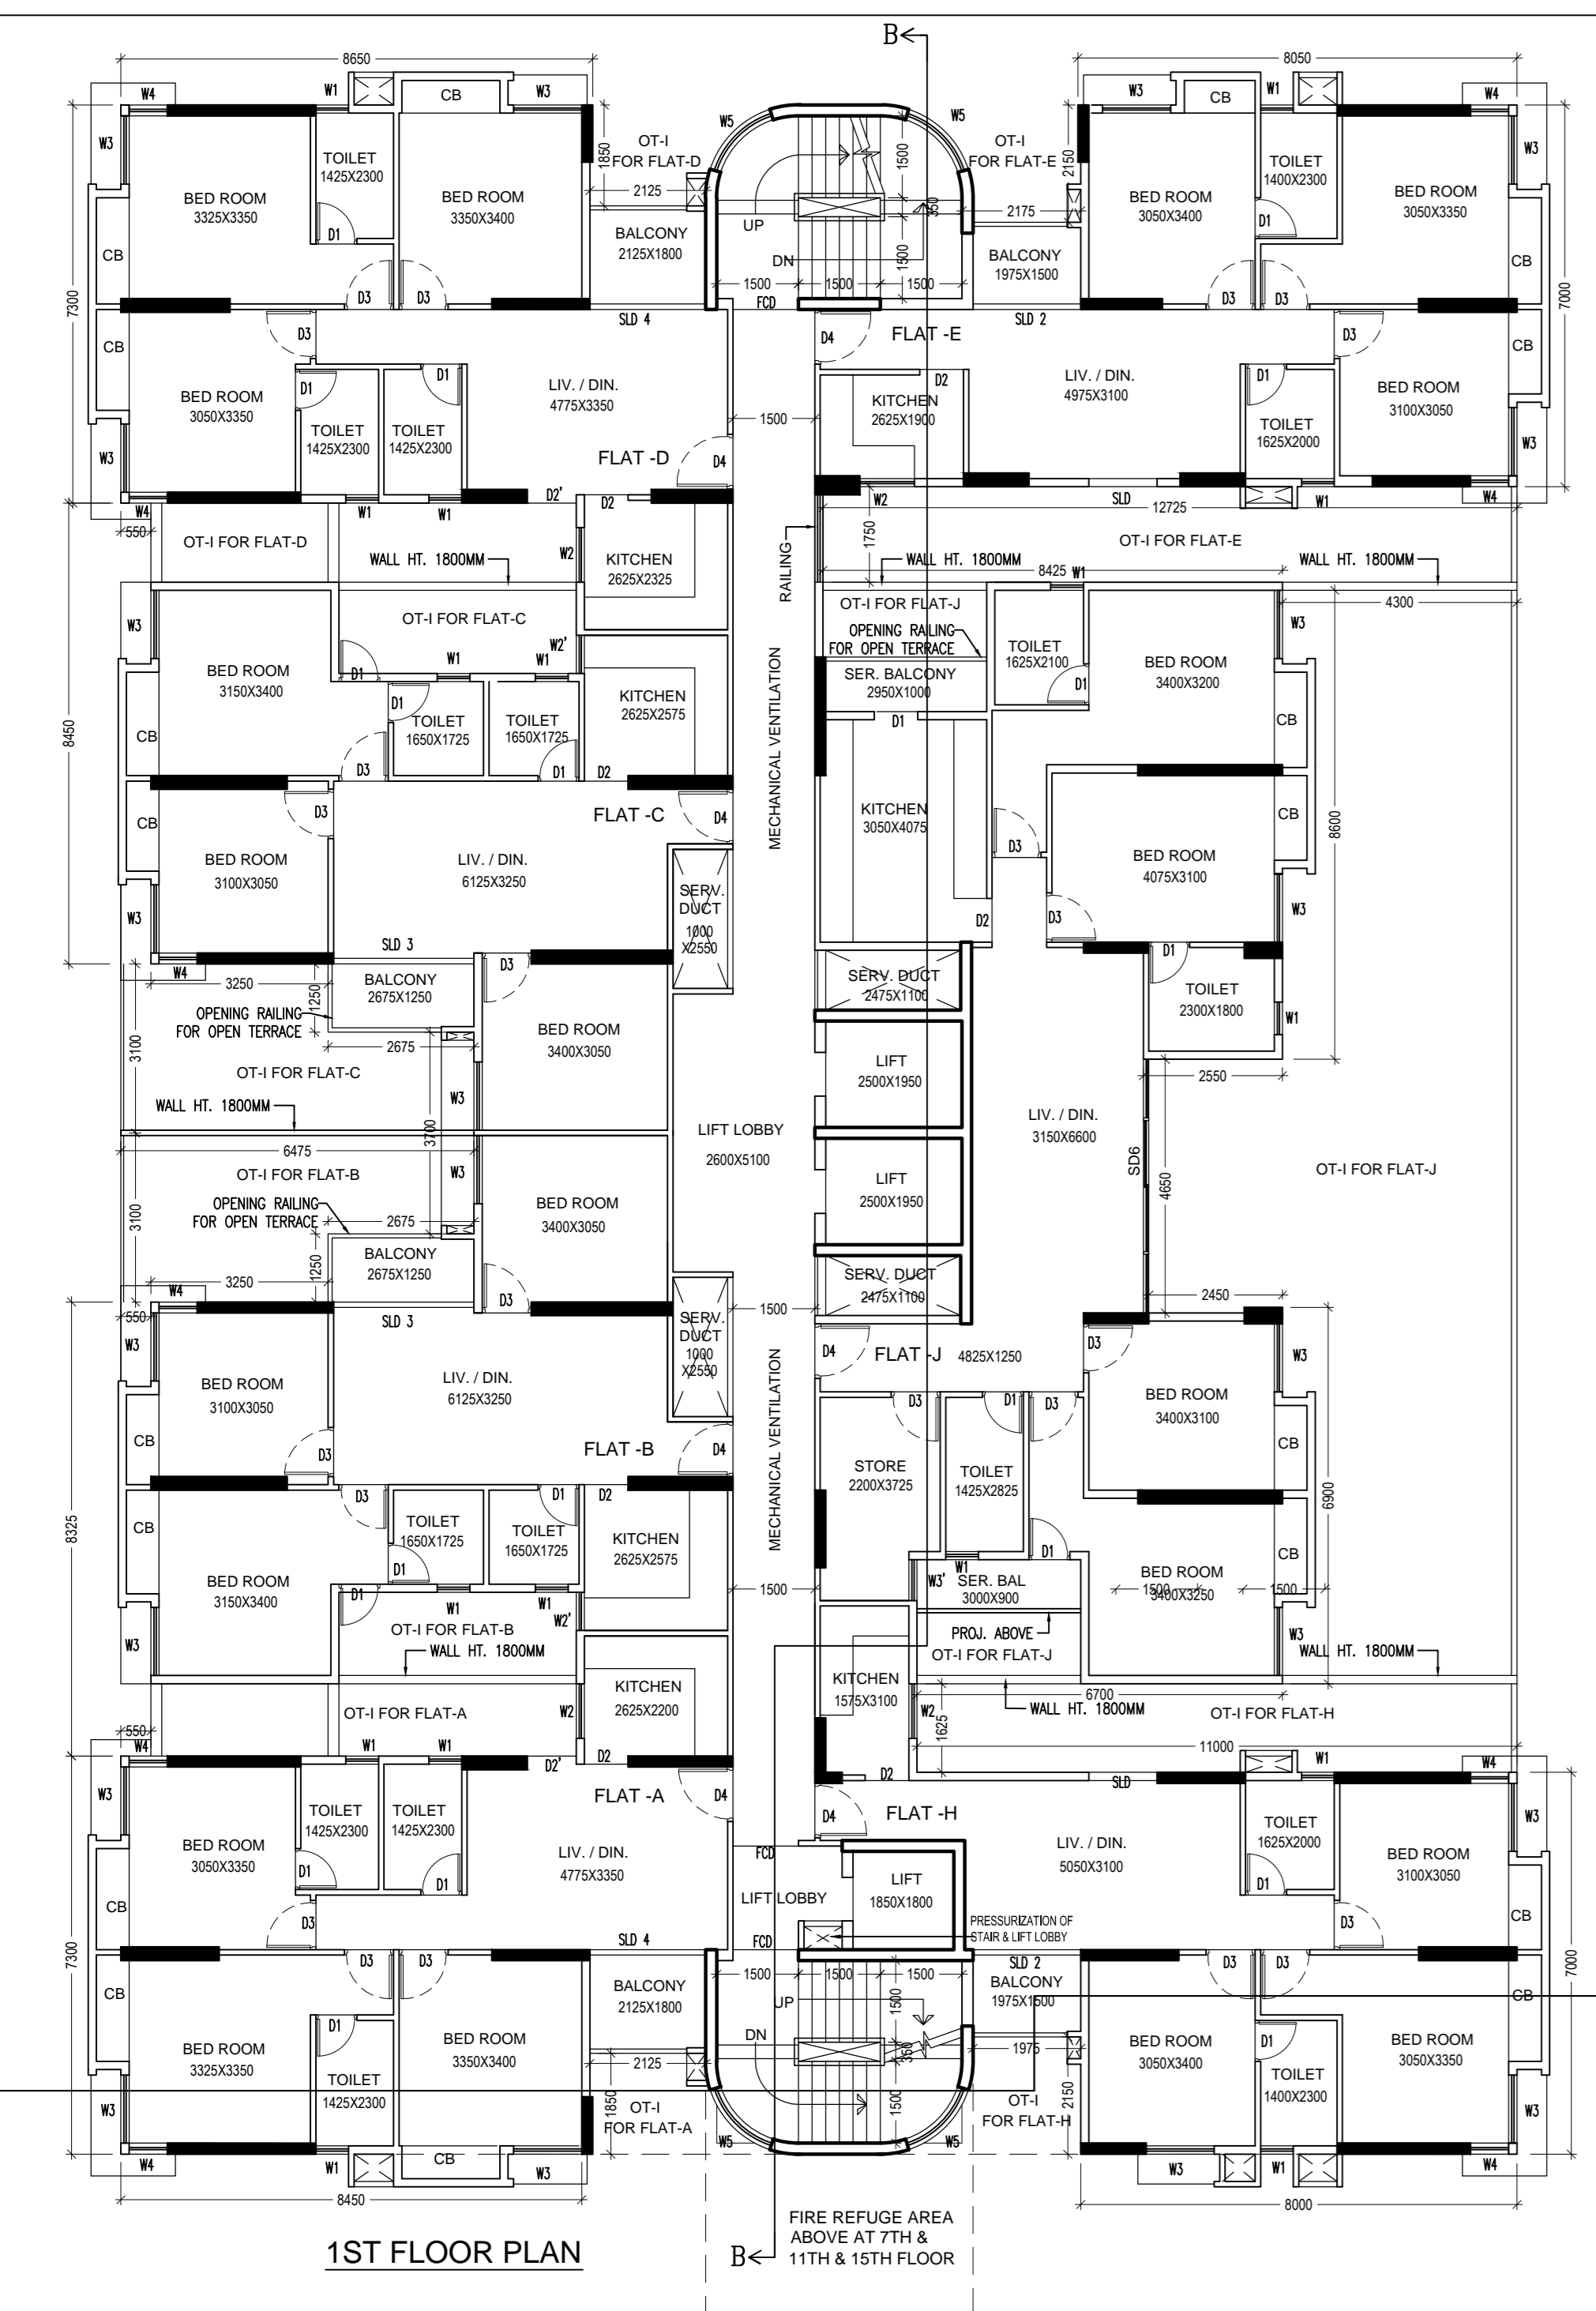 B
8650
8050
W4
W1
CB
W3
W3
CB
W1
W4
W5
W5
OT-I
FOR FLAT-D
OT-I
FOR FLAT-E
W3
TOILET
1425X2300
1850
1500
2150
TOILET
1400X2300
W3
BED ROOM
3325X3350
BED ROOM
3350X3400
2125
350
2175
BED ROOM
3050X3400
BED ROOM
3050X3350
D1
BALCONY
2125X1800
UP
DN
1500
BALCONY
1975X1500
D1
CB
CB
7300
7000
D3
D3
1500
1500
1500
D3
D3
FCD
SLD 4
SLD 2
CB
D3
D4
FLAT -E
D3
CB
BED ROOM
3050X3350
D1
D1
LIV. / DIN.
4775X3350
D2
KITCHEN
2625X1900
LIV. / DIN.
4975X3100
D1
BED ROOM
3100X3050
TOILET
1425X2300
TOILET
1425X2300
1500
TOILET
1625X2000
W3
FLAT -D
D4
W3
W4
W1
W1
D2'
D2
W2
SLD
W1
W4
12725
550
OT-I FOR FLAT-D
WALL HT. 1800MM
W2
KITCHEN
2625X2325
RAILING
1750
OT-I FOR FLAT-E
WALL HT. 1800MM
WALL HT. 1800MM
8425
W1
4300
OT-I FOR FLAT-C
OT-I FOR FLAT-J
W3
OPENING RAILING
FOR OPEN TERRACE
W3
W2'
W1
W1
D1
TOILET
1625X2100
D1
BED ROOM
3150X3400
BED ROOM
3400X3200
SER. BALCONY
2950X1000
D1
KITCHEN
2625X2575
D1
TOILET
1650X1725
TOILET
1650X1725
CB
CB
8450
MECHANICAL VENTILATION
D3
D1
D2
CB
D3
FLAT -C
D4
KITCHEN
3050X4075
CB
8600
D3
BED ROOM
3100X3050
LIV. / DIN.
6125X3250
BED ROOM
4075X3100
SERV.
DUCT
1000
X2550
W3
D2
D3
W3
SLD 3
W4
D3
D1
3250
BALCONY
2675X1250
1250
SERV. DUCT
2475X1100
TOILET
2300X1800
OPENING RAILING
FOR OPEN TERRACE
BED ROOM
3400X3050
W1
3100
2675
LIFT
2500X1950
2550
OT-I FOR FLAT-C
W3
WALL HT. 1800MM
3700
LIFT LOBBY
2600X5100
LIV. / DIN.
3150X6600
6475
OT-I FOR FLAT-B
W3
SD6
4650
OT-I FOR FLAT-J
LIFT
2500X1950
OPENING RAILING
FOR OPEN TERRACE
3100
2675
BED ROOM
3400X3050
BALCONY
2675X1250
1250
3250
SERV. DUCT
2475X1100
W4
D3
2450
550
SLD 3
SERV.
DUCT
1000
X2550
1500
W3
D4
FLAT -J
4825X1250
D3
W3
BED ROOM
3100X3050
LIV. / DIN.
6125X3250
MECHANICAL VENTILATION
BED ROOM
3400X3100
D3
D1
D3
CB
D3
FLAT -B
D4
CB
STORE
2200X3725
TOILET
1425X2825
D3
D1
D2
6900
8325
CB
TOILET
1650X1725
TOILET
1650X1725
KITCHEN
2625X2575
D1
D1
CB
BED ROOM
3150X3400
D1
W1
W1
W2'
1500
W3'
W1
SER. BAL
3000X900
BED ROOM
3400X3250
1500
1500
OT-I FOR FLAT-B
WALL HT. 1800MM
W3
PROJ. ABOVE
OT-I FOR FLAT-J
W3
WALL HT. 1800MM
KITCHEN
2625X2200
KITCHEN
1575X3100
6700
WALL HT. 1800MM
OT-I FOR FLAT-A
W2
W2
1625
OT-I FOR FLAT-H
550
W4
W1
W1
D2'
D2
11000
W1
W4
D2
SLD
W3
FLAT -A
D4
D4
FLAT -H
W3
TOILET
1425X2300
TOILET
1425X2300
TOILET
1625X2000
BED ROOM
3050X3350
LIV. / DIN.
4775X3350
FCD
LIV. / DIN.
5050X3100
BED ROOM
3100X3050
D1
D1
LIFT
1850X1800
D1
CB
LIFT LOBBY
CB
D3
PRESSURIZATION OF
STAIR & LIFT LOBBY
D3
SLD 4
FCD
7300
7000
D3
D3
SLD 2
D3
D3
CB
BALCONY
2125X1800
1500
1500
1500
BALCONY
1975X1500
CB
UP
1500
D1
DN
D1
BED ROOM
3325X3350
BED ROOM
3350X3400
2125
350
1975
BED ROOM
3050X3400
BED ROOM
3050X3350
TOILET
1425X2300
TOILET
1400X2300
W3
1850
OT-I
FOR FLAT-A
1500
OT-I
FOR FLAT-H
2150
W3
W5
W5
W4
W1
CB
W3
W3
W1
W4
8450
8000
FIRE REFUGE AREA
ABOVE AT 7TH &
11TH & 15TH FLOOR
1ST FLOOR PLAN
B